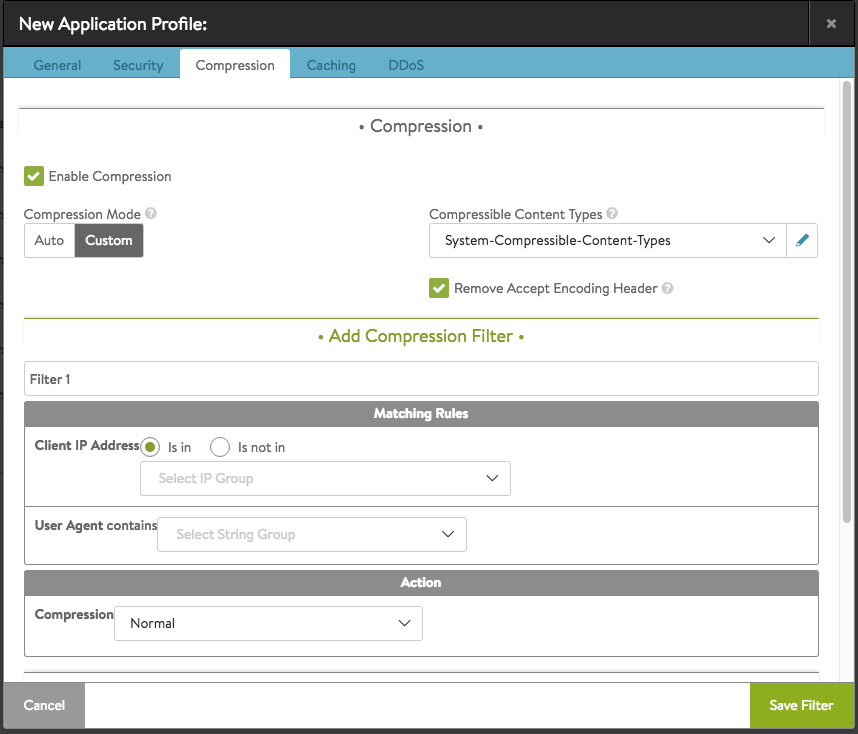 New Application Profile: ×
General Security Compression Caching DDoS
• Compression •
Enable Compression
Compression Mode ? Compressible Content Types ?
Auto Custom System-Compressible-Content-Types
Remove Accept Encoding Header ?
• Add Compression Filter •
Filter 1
Matching Rules
Client IP Address Is in Is not in
Select IP Group
User Agent contains Select String Group
Action
Compression Normal
Cancel Save Filter